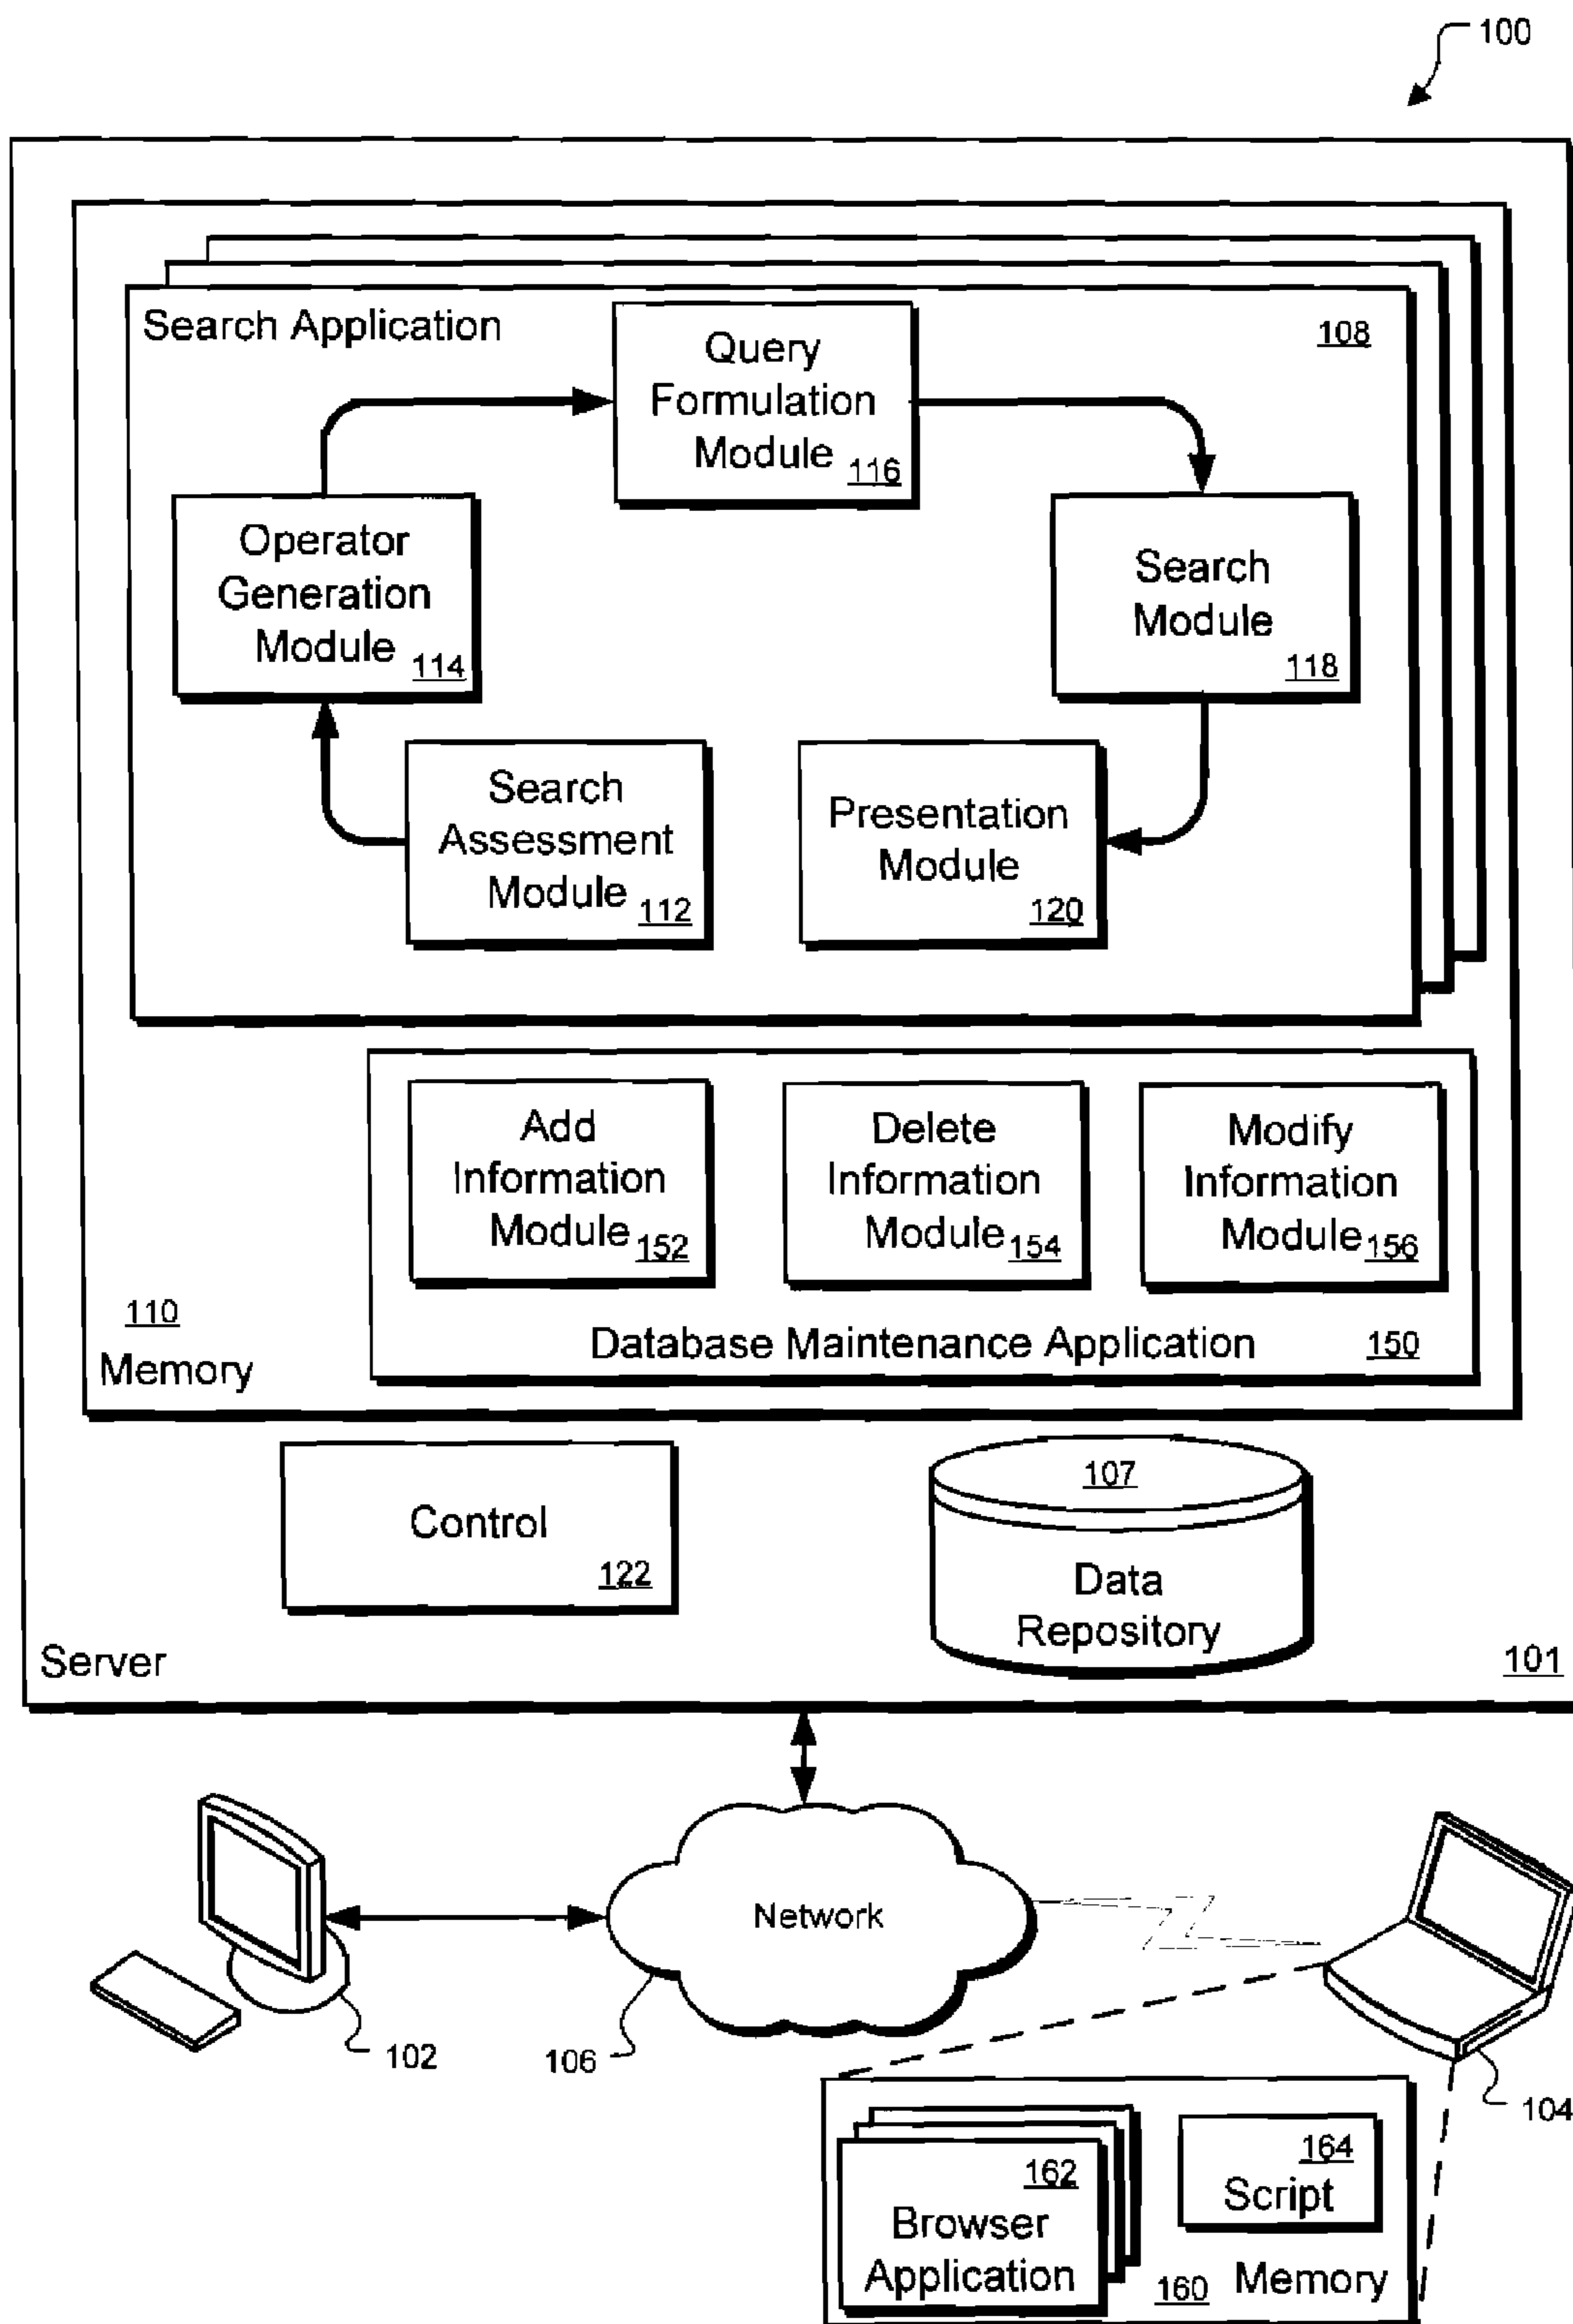 100
Search Application
108
Query
Formulation
Module 116
Operator
Generation
Module 114
Search
Module
118
Search
Assessment
Module 112
Presentation
Module
120
Add
Information
Module 152
Delete
Information
Module 154
Modify
Information
Module 156
110
Memory
Database Maintenance Application 150
Control
122
107
Data
Repository
Server
101
Network
102
106
104
162
Browser
Application
164
Script
160 Memory